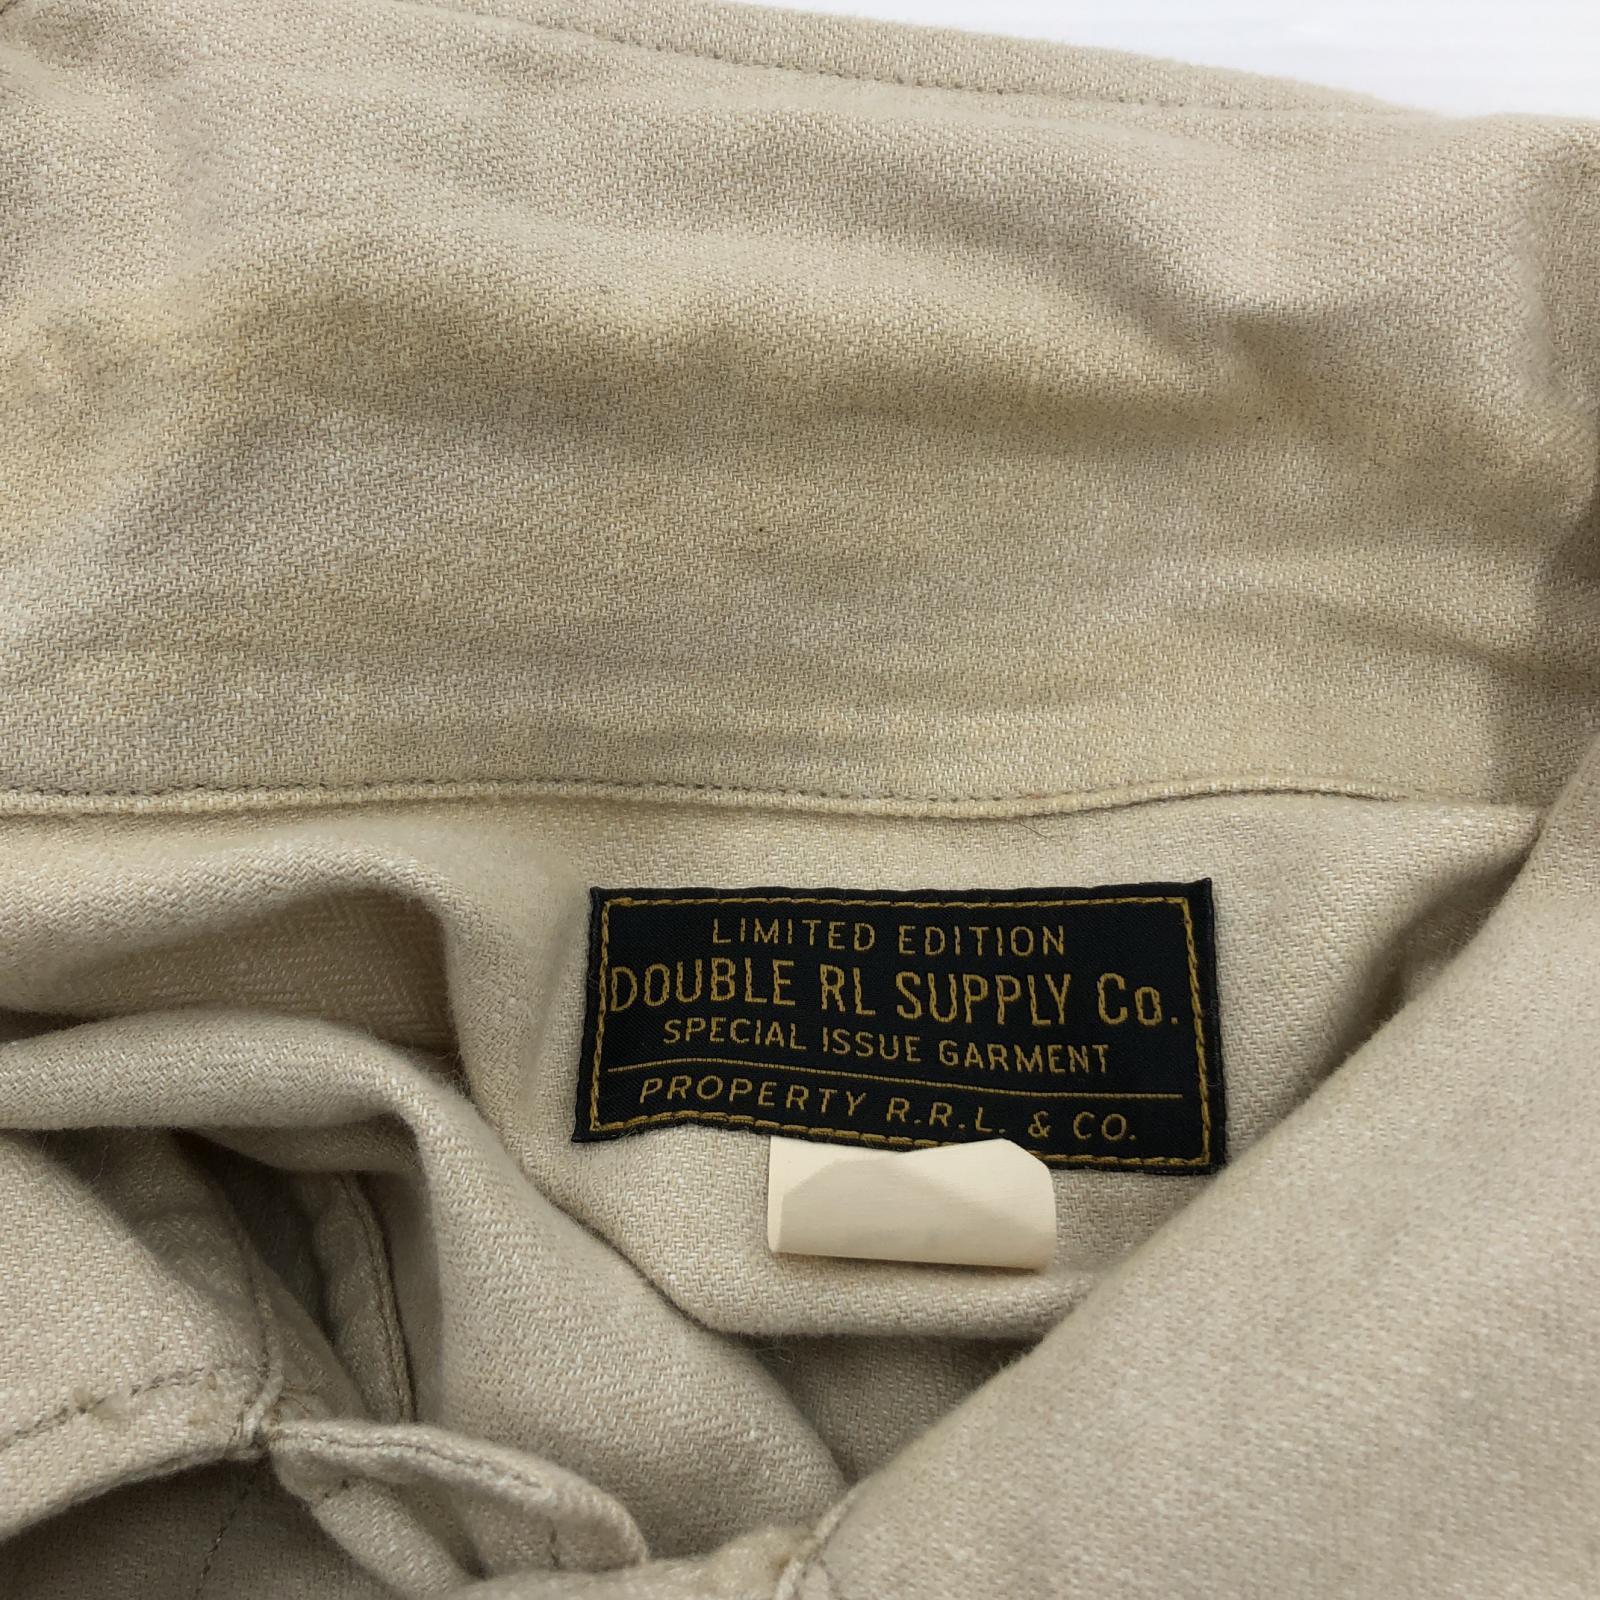 LIMITED EDITION
DOUBLE RL SUPPLY Co.
SPECIAL ISSUE GARMENT
PROPERTY R.R.L. & CO.